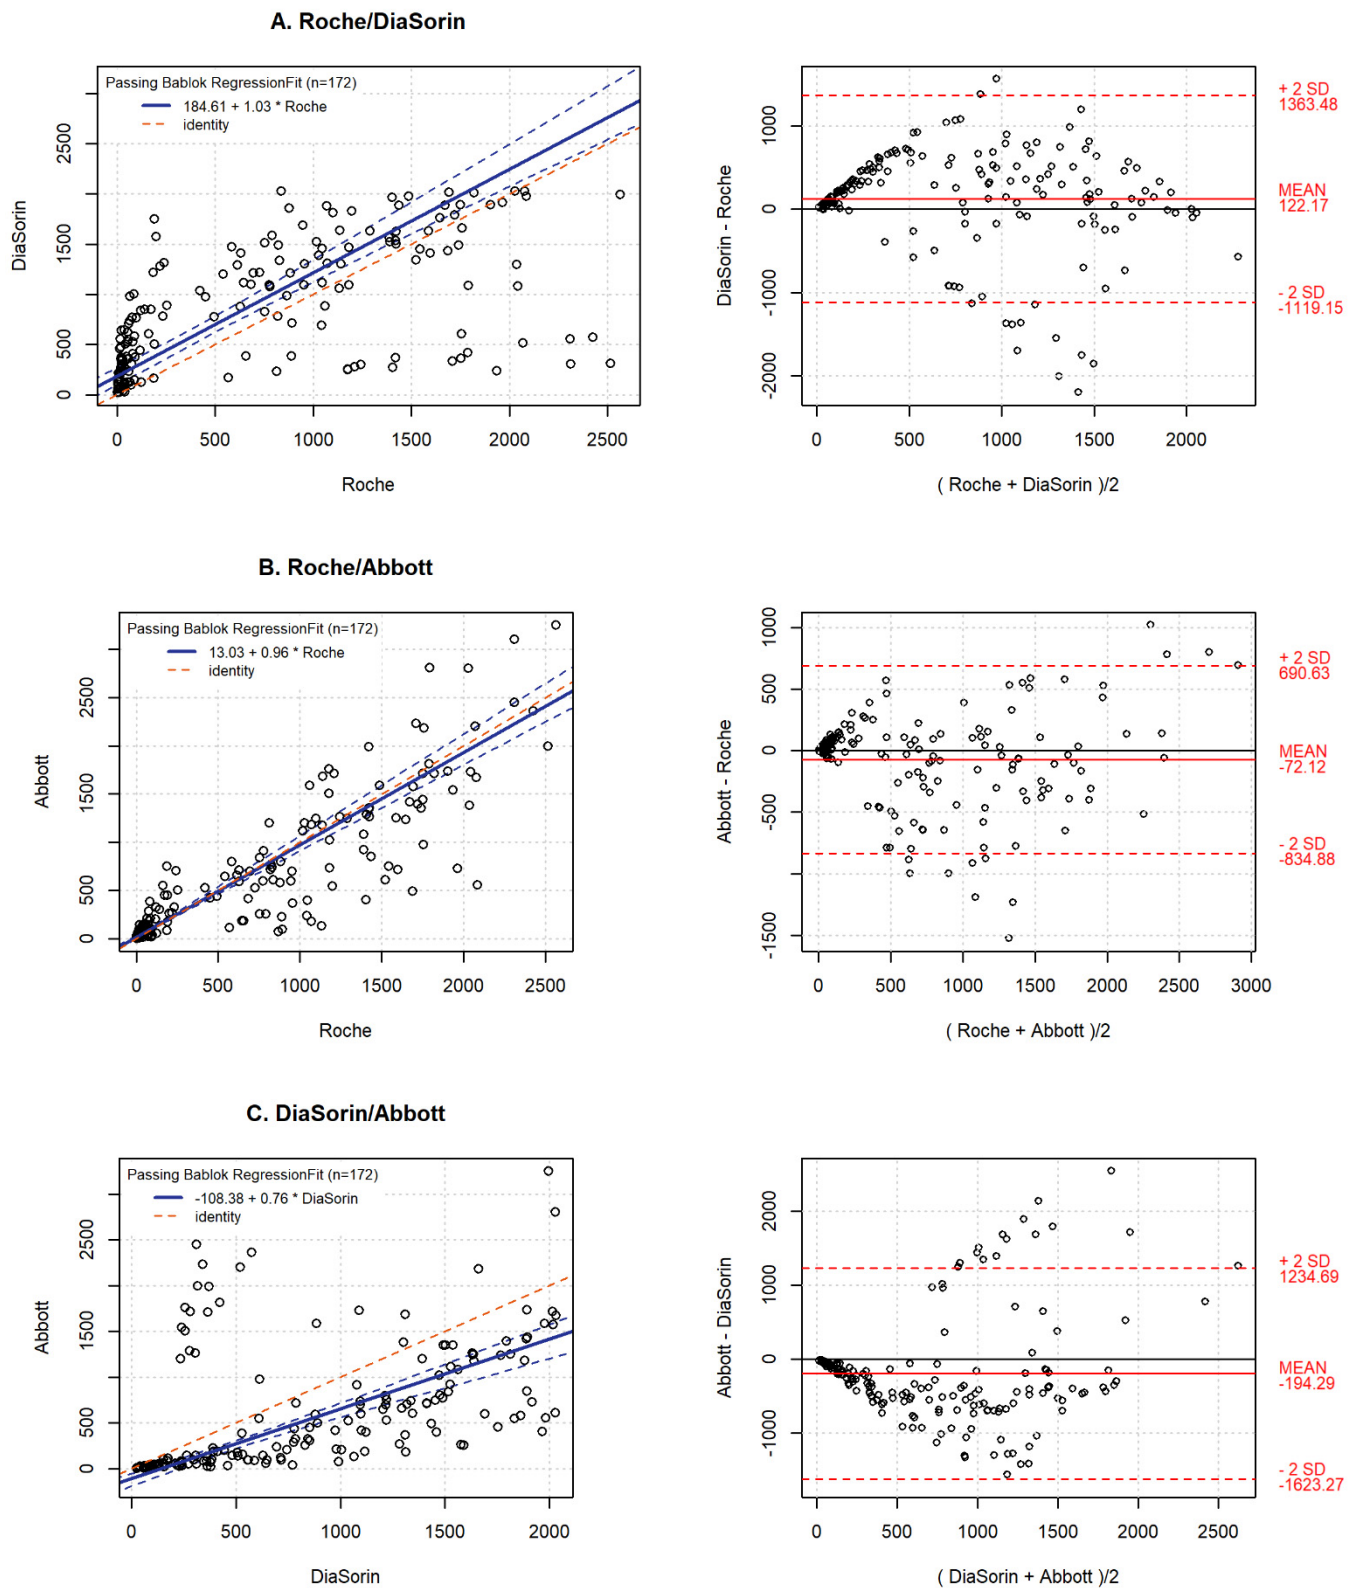 A. Roche/DiaSorin
Passing Bablok RegressionFit (n=172)
184.61 + 1.03 * Roche
identity
DiaSorin
0
500
1500
2500
0
500
1000
1500
2000
2500
Roche
DiaSorin - Roche
-2000
-1000
0
1000
0
500
1000
1500
2000
( Roche + DiaSorin )/2
+ 2 SD
1363.48
MEAN
122.17
- 2 SD
-1119.15
B. Roche/Abbott
Passing Bablok RegressionFit (n=172)
13.03 + 0.96 * Roche
identity
Abbott
0
500
1500
2500
0
500
1000
1500
2000
2500
Roche
Abbott - Roche
-1500
-500
0
500
1000
0
500
1000
1500
2000
2500
3000
( Roche + Abbott )/2
+ 2 SD
690.63
MEAN
-72.12
- 2 SD
-834.88
C. DiaSorin/Abbott
Passing Bablok RegressionFit (n=172)
-108.38 + 0.76 * DiaSorin
identity
Abbott
0
500
1500
2500
0
500
1000
1500
2000
DiaSorin
Abbott - DiaSorin
-1000
0
1000
2000
0
500
1000
1500
2000
2500
( DiaSorin + Abbott )/2
+ 2 SD
1234.69
MEAN
-194.29
- 2 SD
-1623.27